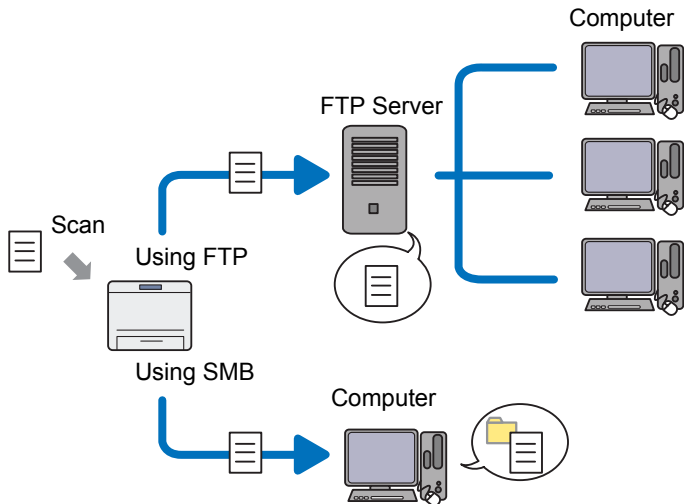 Computer
FTP Server
Scan
Using FTP
Using SMB
Computer